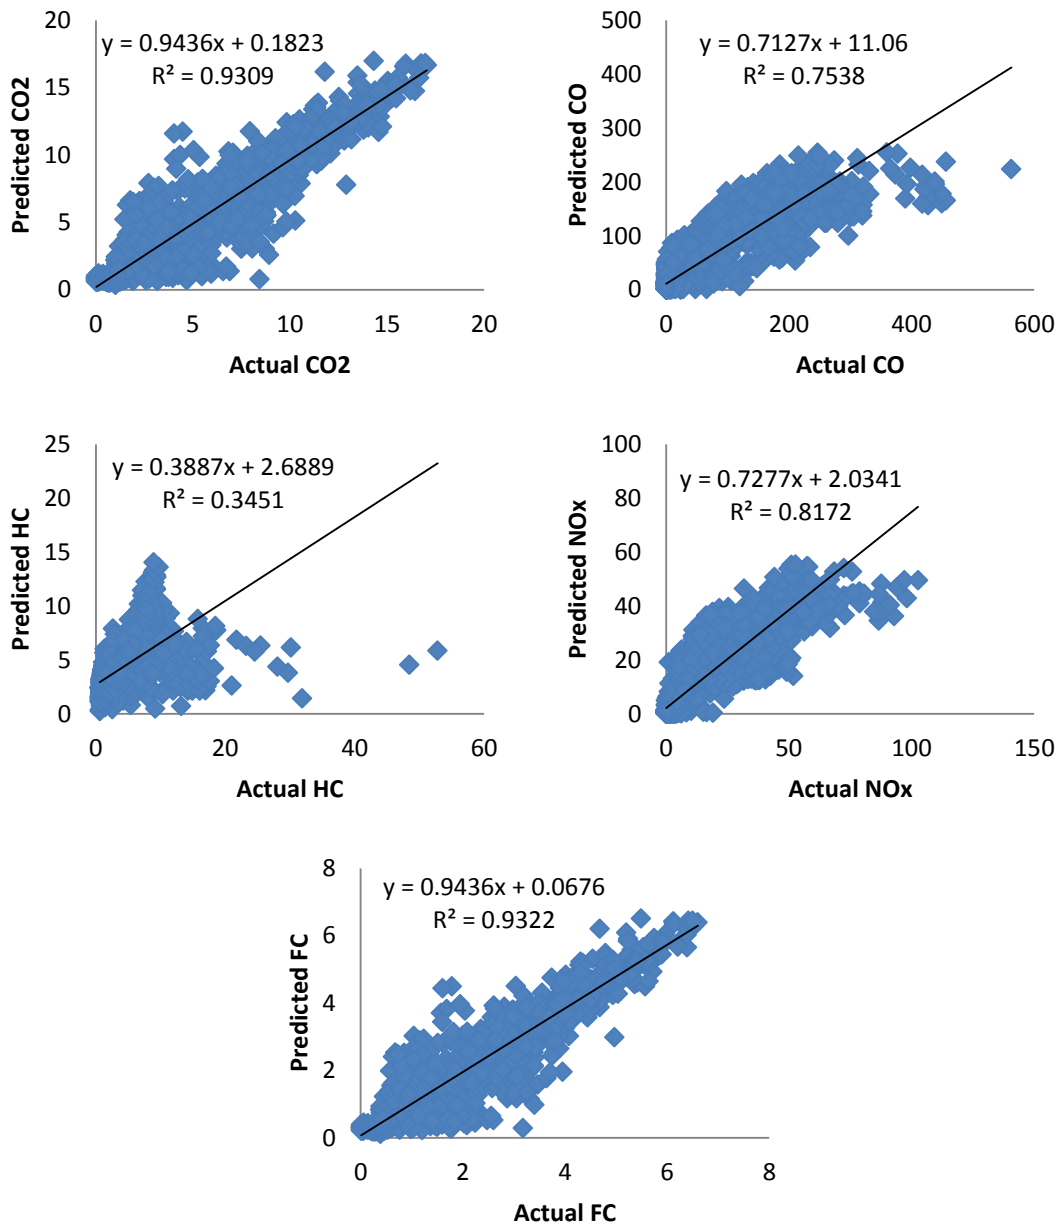 20
15
10
5
0
0 5 10 15 20
Predicted CO2
Actual CO2
y = 0.9436x + 0.1823
R² = 0.9309
500
400
300
200
100
0
0 200 400 600
Predicted CO
Actual CO
y = 0.7127x + 11.06
R² = 0.7538
25
20
15
10
5
0
0 20 40 60
Predicted HC
Actual HC
y = 0.3887x + 2.6889
R² = 0.3451
100
80
60
40
20
0
0 50 100 150
Predicted NOx
Actual NOx
y = 0.7277x + 2.0341
R² = 0.8172
8
6
4
2
0
0 2 4 6 8
Predicted FC
Actual FC
y = 0.9436x + 0.0676
R² = 0.9322